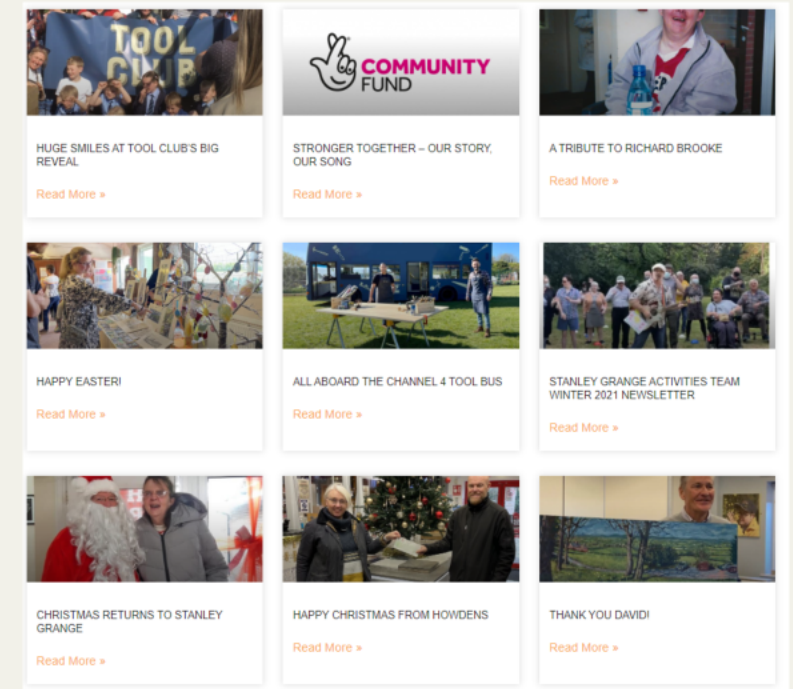 TOOL
CLUB
COMMUNITY
FUND
HUGE SMILES AT TOOL CLUB'S BIG
REVEAL
Read More »
STRONGER TOGETHER – OUR STORY,
OUR SONG
Read More »
A TRIBUTE TO RICHARD BROOKE
Read More »
HAPPY EASTER!
Read More »
ALL ABOARD THE CHANNEL 4 TOOL BUS
Read More »
STANLEY GRANGE ACTIVITIES TEAM
WINTER 2021 NEWSLETTER
Read More »
CHRISTMAS RETURNS TO STANLEY
GRANGE
Read More »
HAPPY CHRISTMAS FROM HOWDENS
Read More »
THANK YOU DAVID!
Read More »